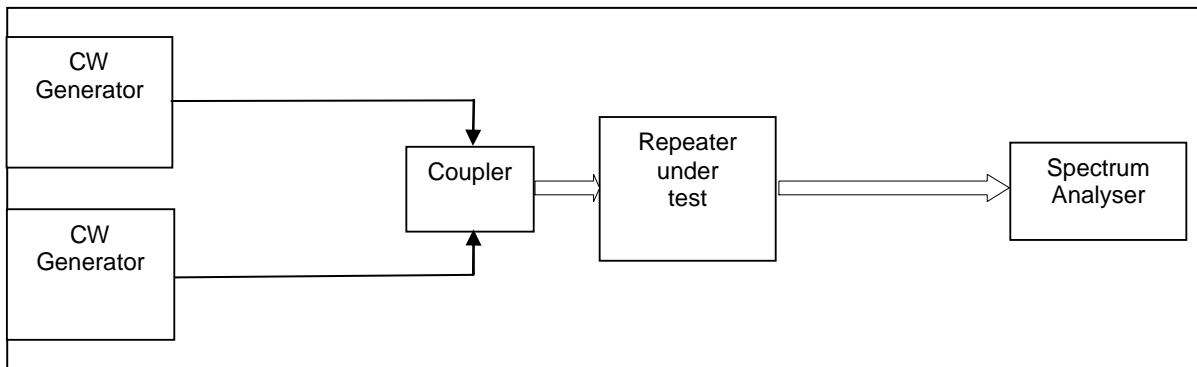 CW
Generator
Coupler
Repeater
under
test
Spectrum
Analyser
CW
Generator